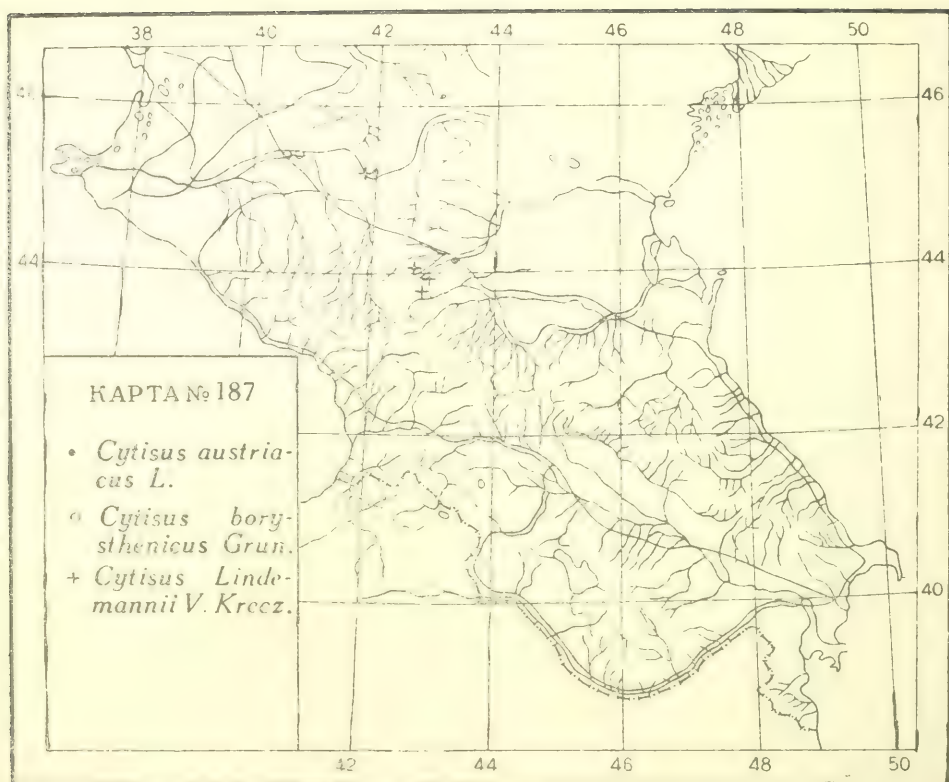 38 40 42 44 46 48 50
46
44 44
КАРТА № 187
• Cytisus austria-
cus L.
42
○ Cytisus bory-
sthenicus Grun.
+ Cytisus Linde-
mannii V. Krecz.
40
42 44 46 48 50